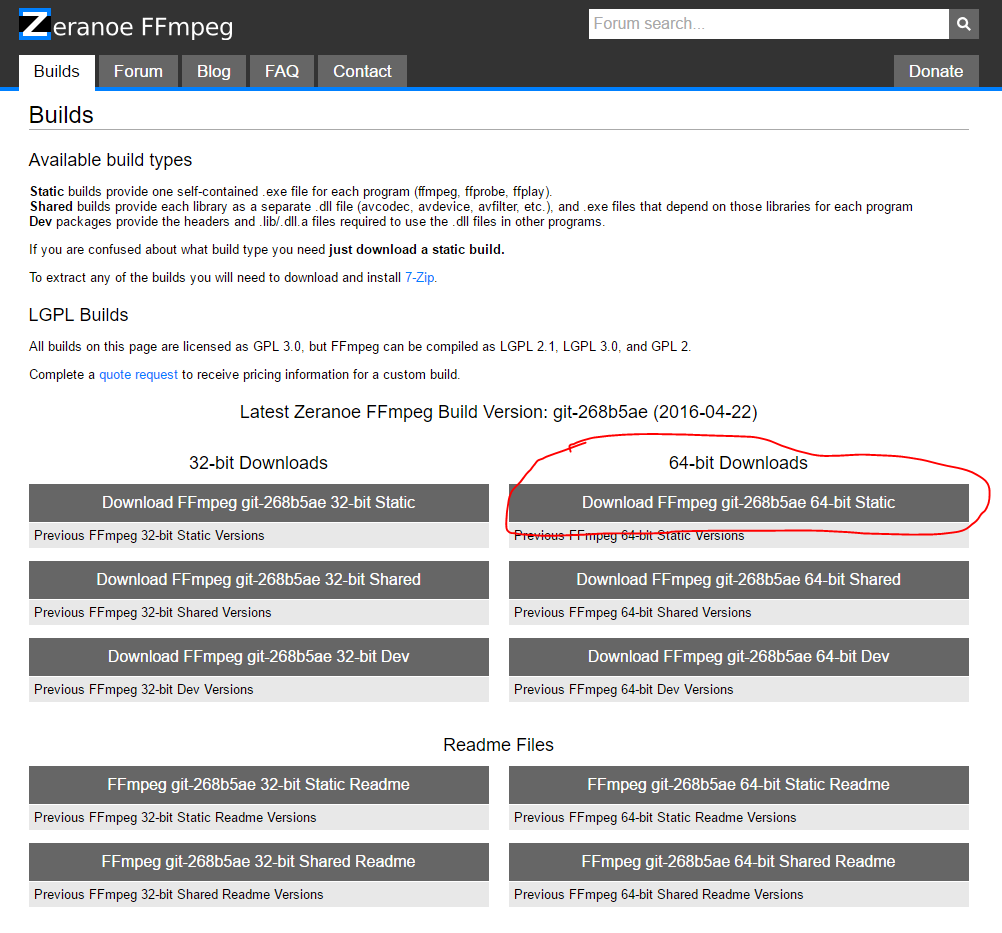 Zeranoe FFmpeg
Forum search...
Builds
Forum
Blog
FAQ
Contact
Donate
Builds
Available build types
Static builds provide one self-contained .exe file for each program (ffmpeg, ffprobe, ffplay).
Shared builds provide each library as a separate .dll file (avcodec, avdevice, avfilter, etc.), and .exe files that depend on those libraries for each program
Dev packages provide the headers and .lib/.dll.a files required to use the .dll files in other programs.
If you are confused about what build type you need just download a static build.
To extract any of the builds you will need to download and install 7-Zip.
LGPL Builds
All builds on this page are licensed as GPL 3.0, but FFmpeg can be compiled as LGPL 2.1, LGPL 3.0, and GPL 2.
Complete a quote request to receive pricing information for a custom build.
Latest Zeranoe FFmpeg Build Version: git-268b5ae (2016-04-22)
32-bit Downloads
Download FFmpeg git-268b5ae 32-bit Static
Previous FFmpeg 32-bit Static Versions
Download FFmpeg git-268b5ae 32-bit Shared
Previous FFmpeg 32-bit Shared Versions
Download FFmpeg git-268b5ae 32-bit Dev
Previous FFmpeg 32-bit Dev Versions
64-bit Downloads
Download FFmpeg git-268b5ae 64-bit Static
Previous FFmpeg 64-bit Static Versions
Download FFmpeg git-268b5ae 64-bit Shared
Previous FFmpeg 64-bit Shared Versions
Download FFmpeg git-268b5ae 64-bit Dev
Previous FFmpeg 64-bit Dev Versions
Readme Files
FFmpeg git-268b5ae 32-bit Static Readme
Previous FFmpeg 32-bit Static Readme Versions
FFmpeg git-268b5ae 32-bit Shared Readme
Previous FFmpeg 32-bit Shared Readme Versions
FFmpeg git-268b5ae 64-bit Static Readme
Previous FFmpeg 64-bit Static Readme Versions
FFmpeg git-268b5ae 64-bit Shared Readme
Previous FFmpeg 64-bit Shared Readme Versions